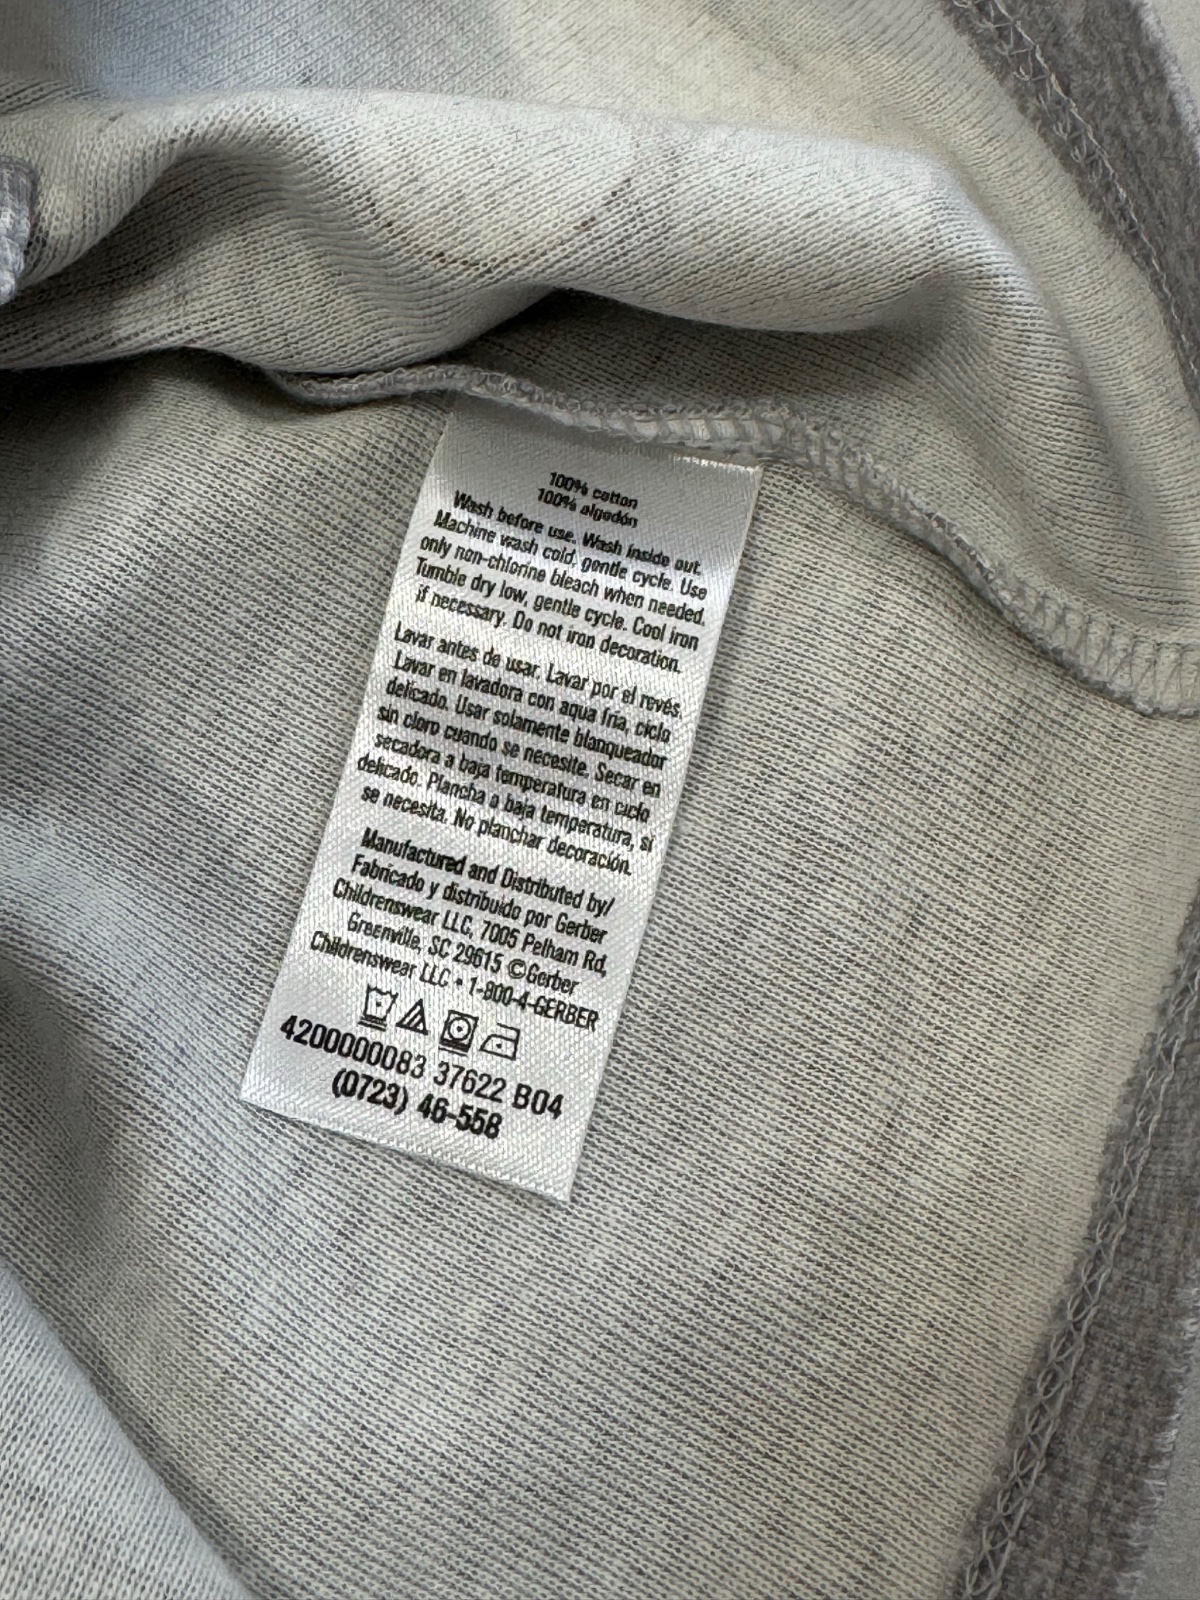 100% cotton
100% algodón
Wash before use. Wash inside out.
Machine wash cold, gentle cycle. Use
only non-chlorine bleach when needed.
Tumble dry low, gentle cycle. Cool iron
if necessary. Do not iron decoration.
Lavar antes de usar. Lavar por el revés.
Lavar en lavadora con aqua fría, ciclo
delicado. Usar solamente blanqueador
sin cloro cuando se necesite. Secar en
secadora a baja temperatura en ciclo
delicado. Plancha a baja temperatura, si
se necesita. No planchar decoración.
Manufactured and Distributed by/
Fabricado y distribuido por Gerber
Childrenswear LLC, 7005 Pelham Rd,
Greenville, SC 29615 ©Gerber
Childrenswear LLC • 1-800-4-GERBER
4200000083 37622 B04
(0723) 46-55B